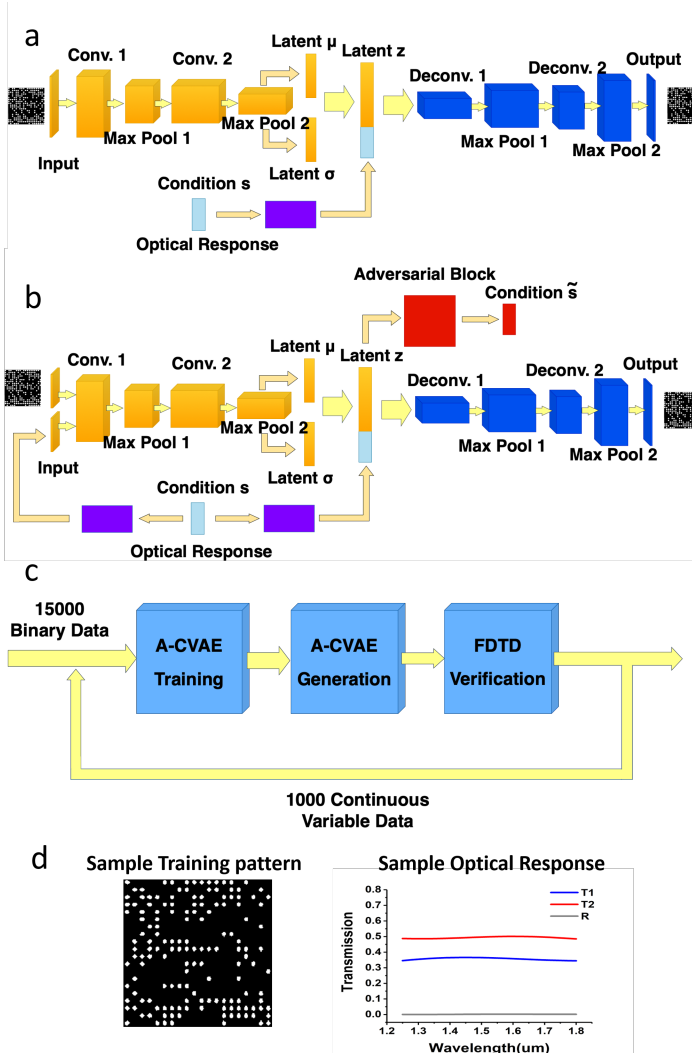 a
Conv. 1
Conv. 2
Latent μ
Latent z
Deconv. 1
Deconv. 2
Output
Input
Max Pool 1
Max Pool 2
Latent σ
Max Pool 1
Max Pool 2
Condition s
Optical Response
b
Adversarial Block
Condition s̃
Conv. 1
Conv. 2
Latent μ
Latent z
Deconv. 1
Deconv. 2
Output
Input
Max Pool 1
Max Pool 2
Latent σ
Max Pool 1
Max Pool 2
Condition s
Optical Response
c
15000
Binary Data
A-CVAE
Training
A-CVAE
Generation
FDTD
Verification
1000 Continuous
Variable Data
d
Sample Training pattern
Sample Optical Response
Transmission
0.8
0.7
0.6
0.5
0.4
0.3
0.2
0.1
0.0
T1
T2
R
1.2 1.3 1.4 1.5 1.6 1.7 1.8
Wavelength(um)